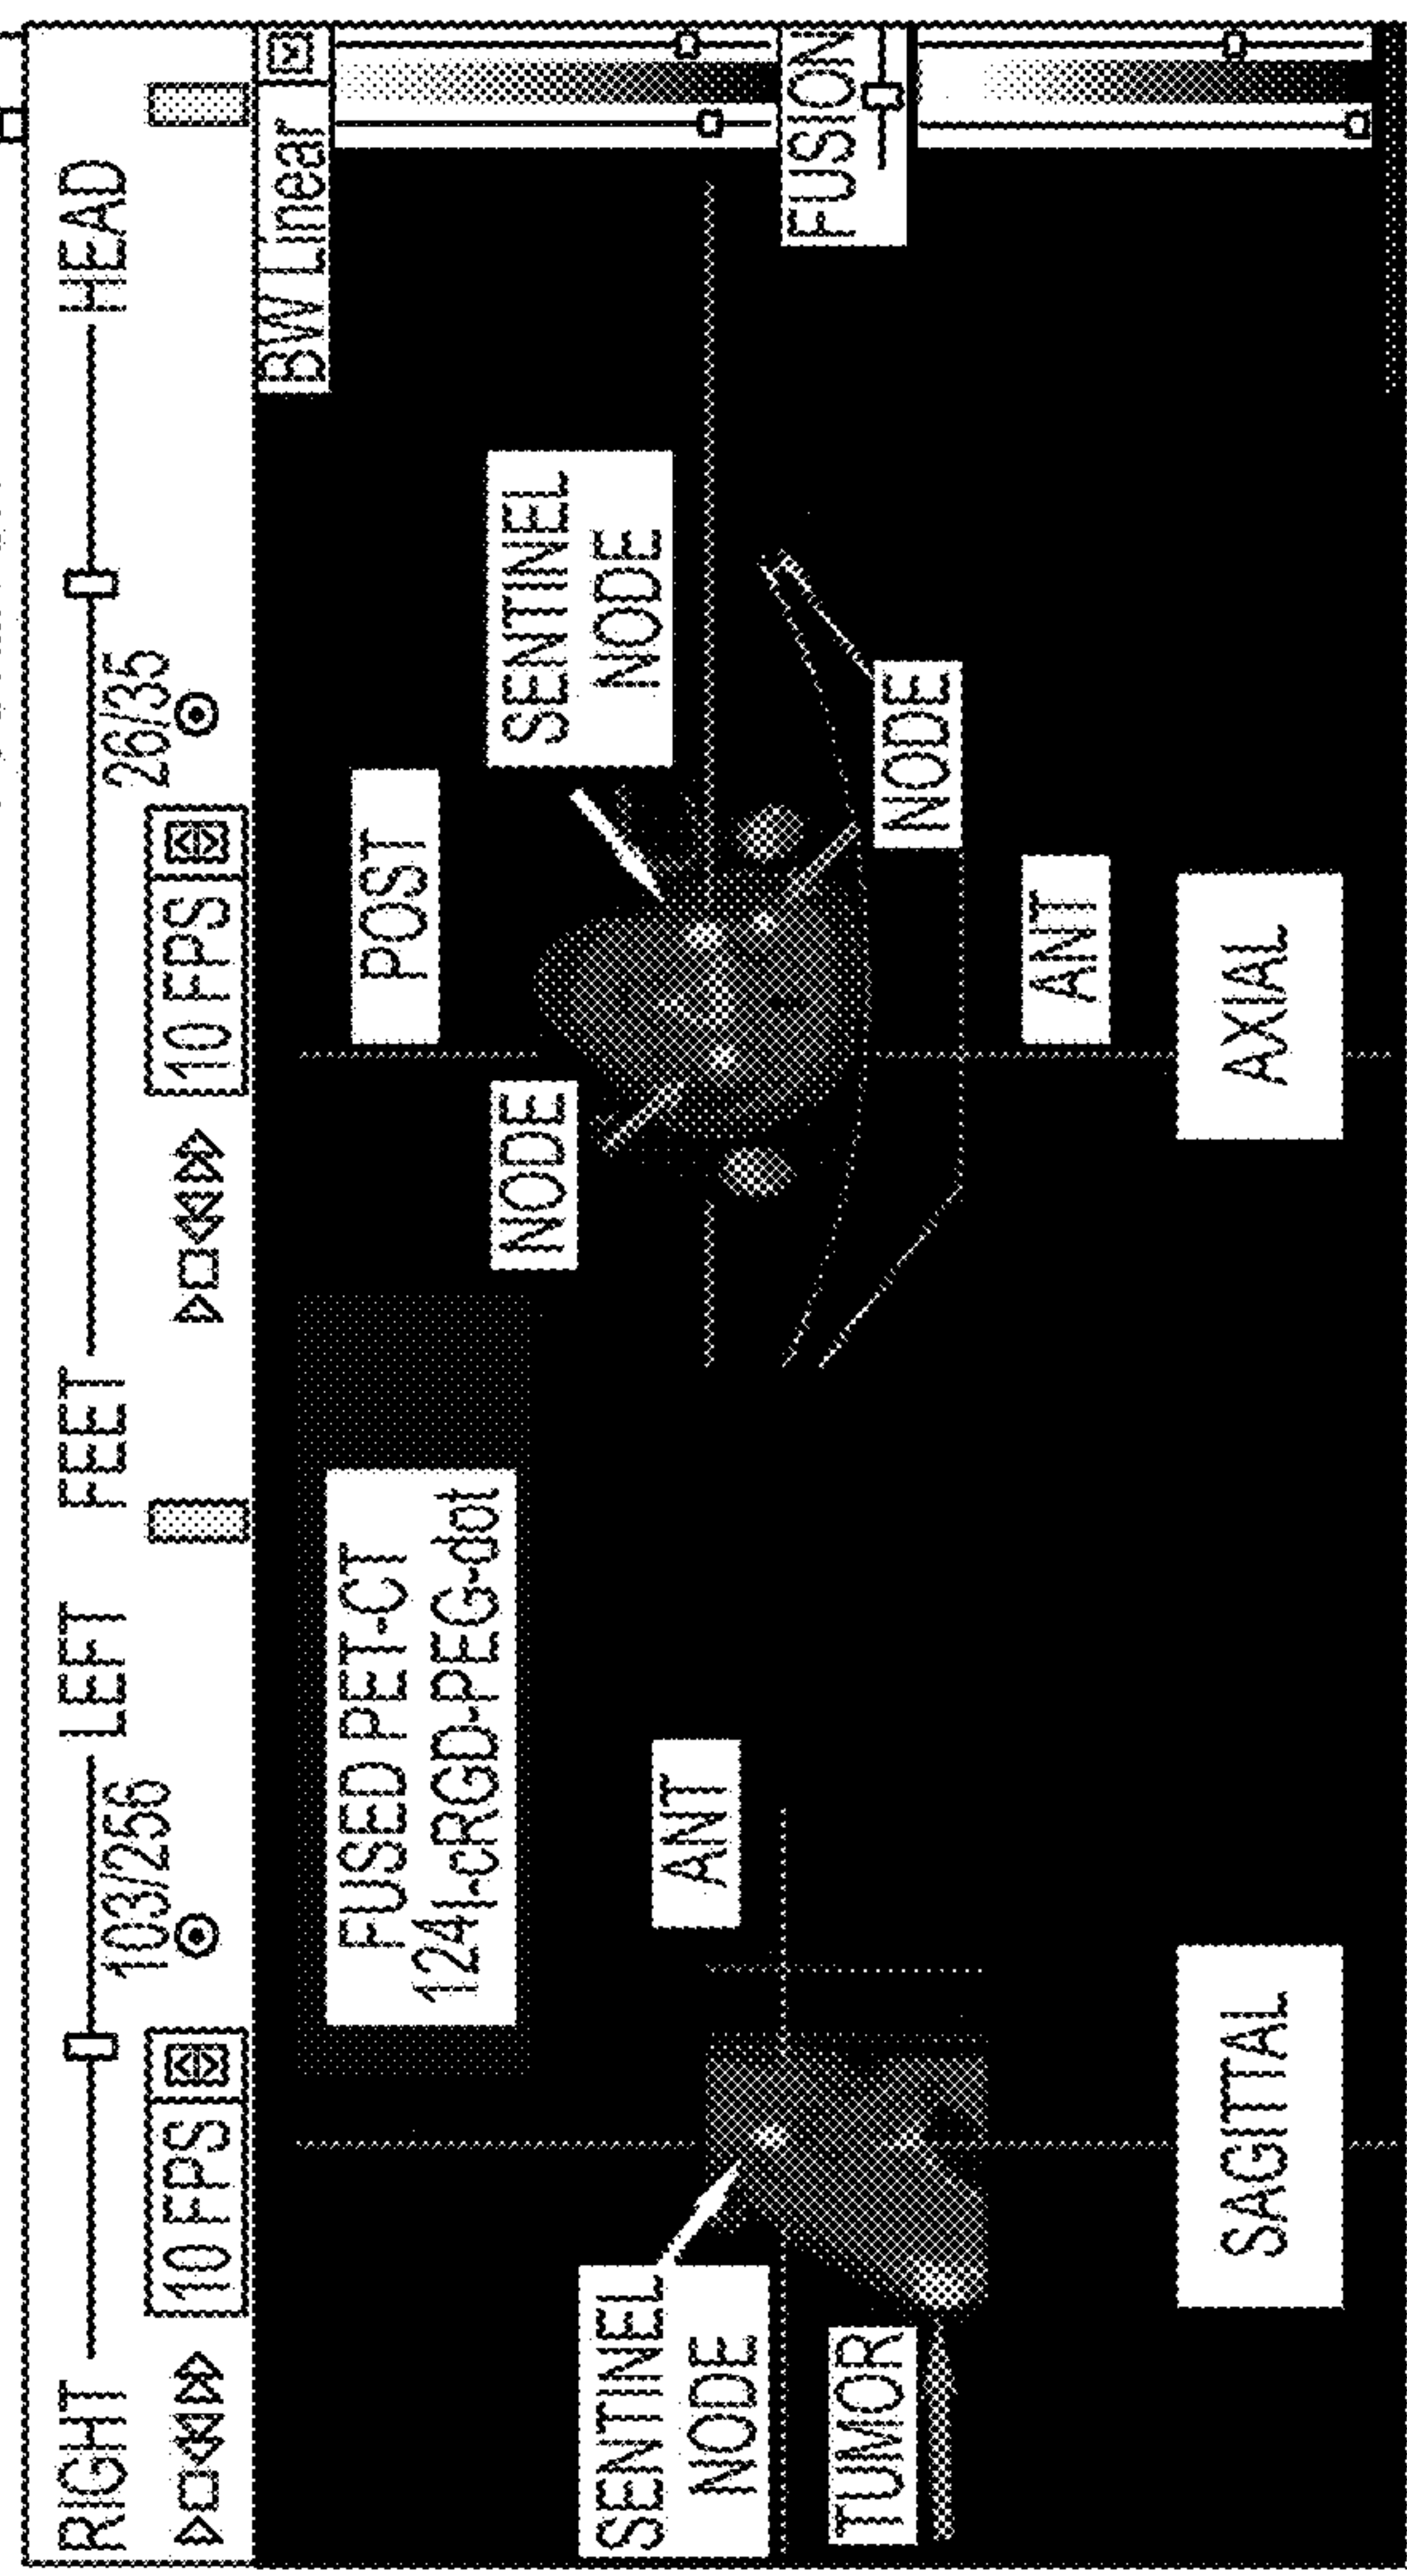 RIGHT LEFT FEET HEAD
103/256 26/35
10 FPS 10 FPS
BW Linear
FUSED PET-CT
124I-cRGD-PEG-dot
POST
SENTINEL
NODE
NODE
SENTINEL
NODE
ANT
TUMOR
NODE
FUSION
ANT
SAGITTAL
AXIAL